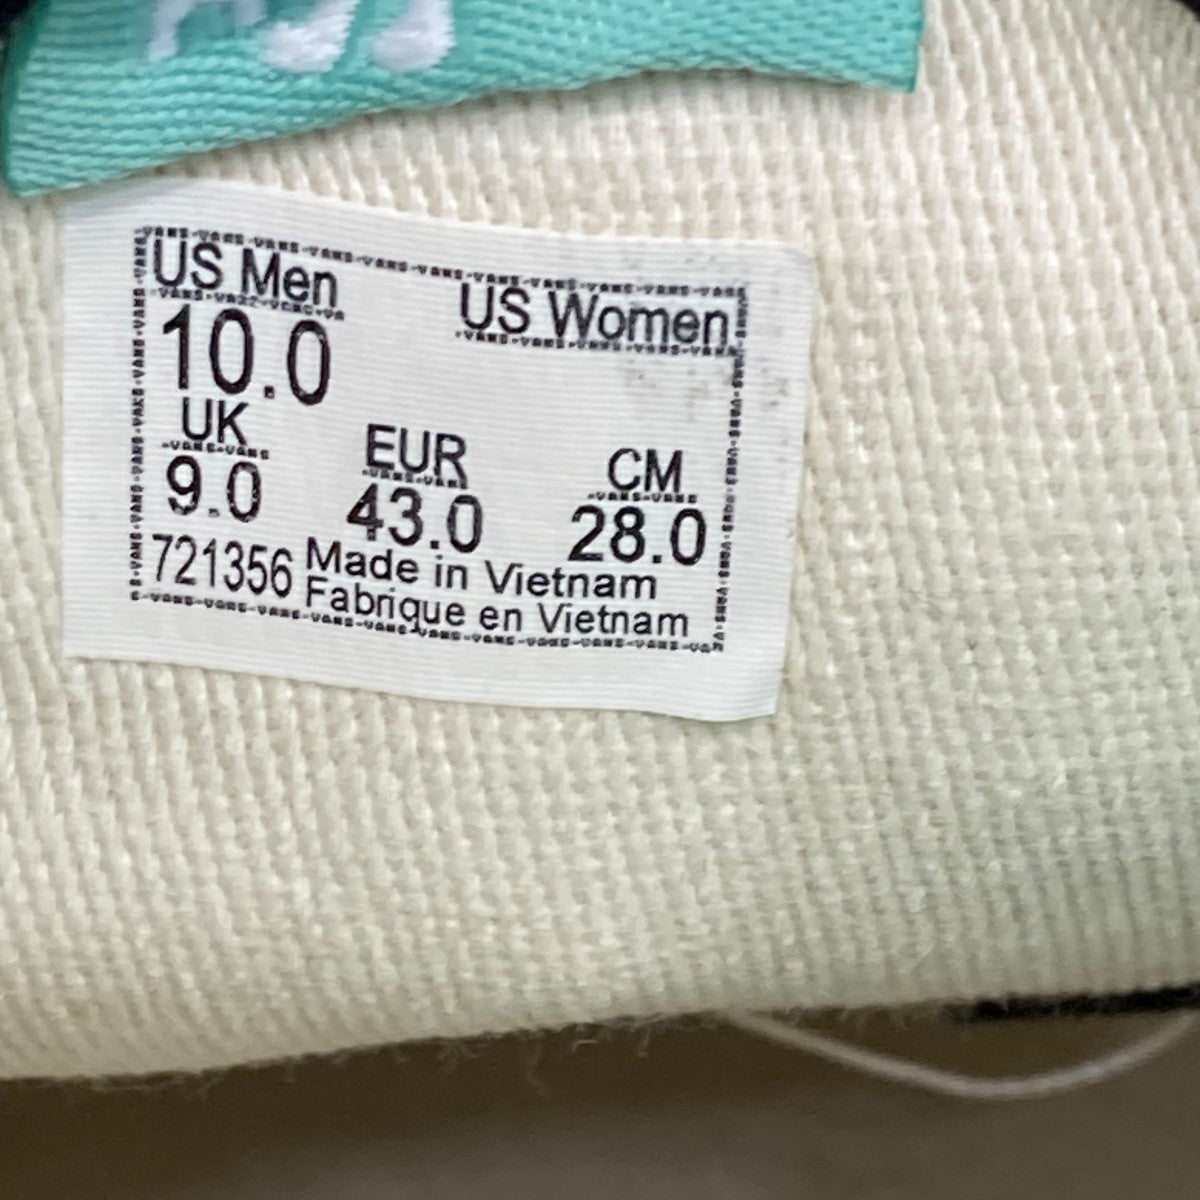 US Men US Women
10.0
UK EUR CM
9.0 43.0 28.0
721356 Made in Vietnam
Fabrique en Vietnam